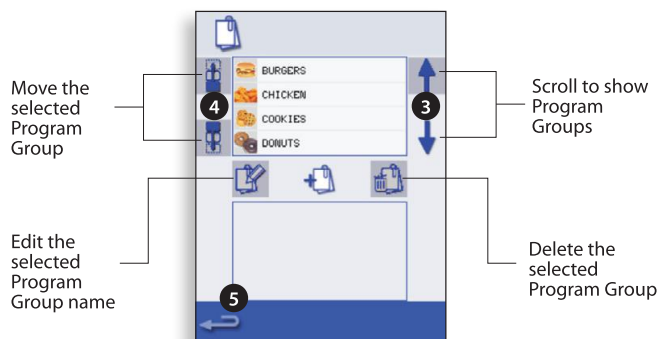 Move the
selected
Program
Group
Edit the
selected
Program
Group name
BURGERS
CHICKEN
COOKIES
DONUTS
4
3
5
Scroll to show
Program
Groups
Delete the
selected
Program Group